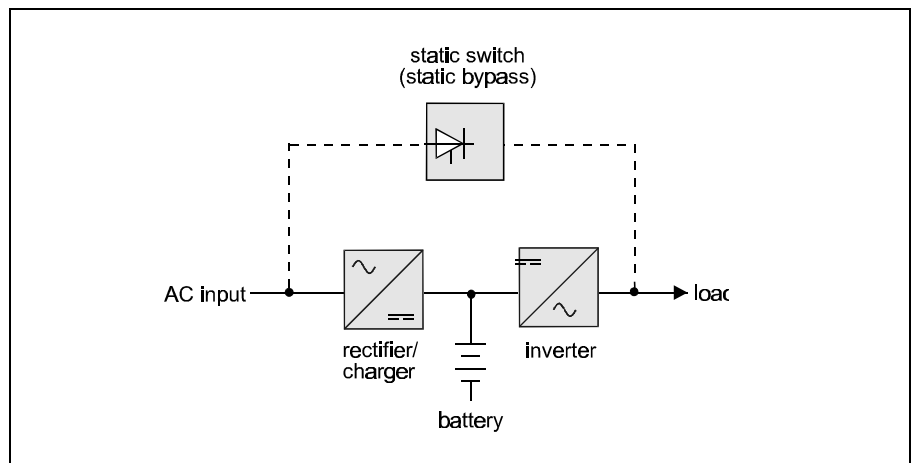 static switch
(static bypass)
AC input
load
rectifier/
charger
inverter
battery